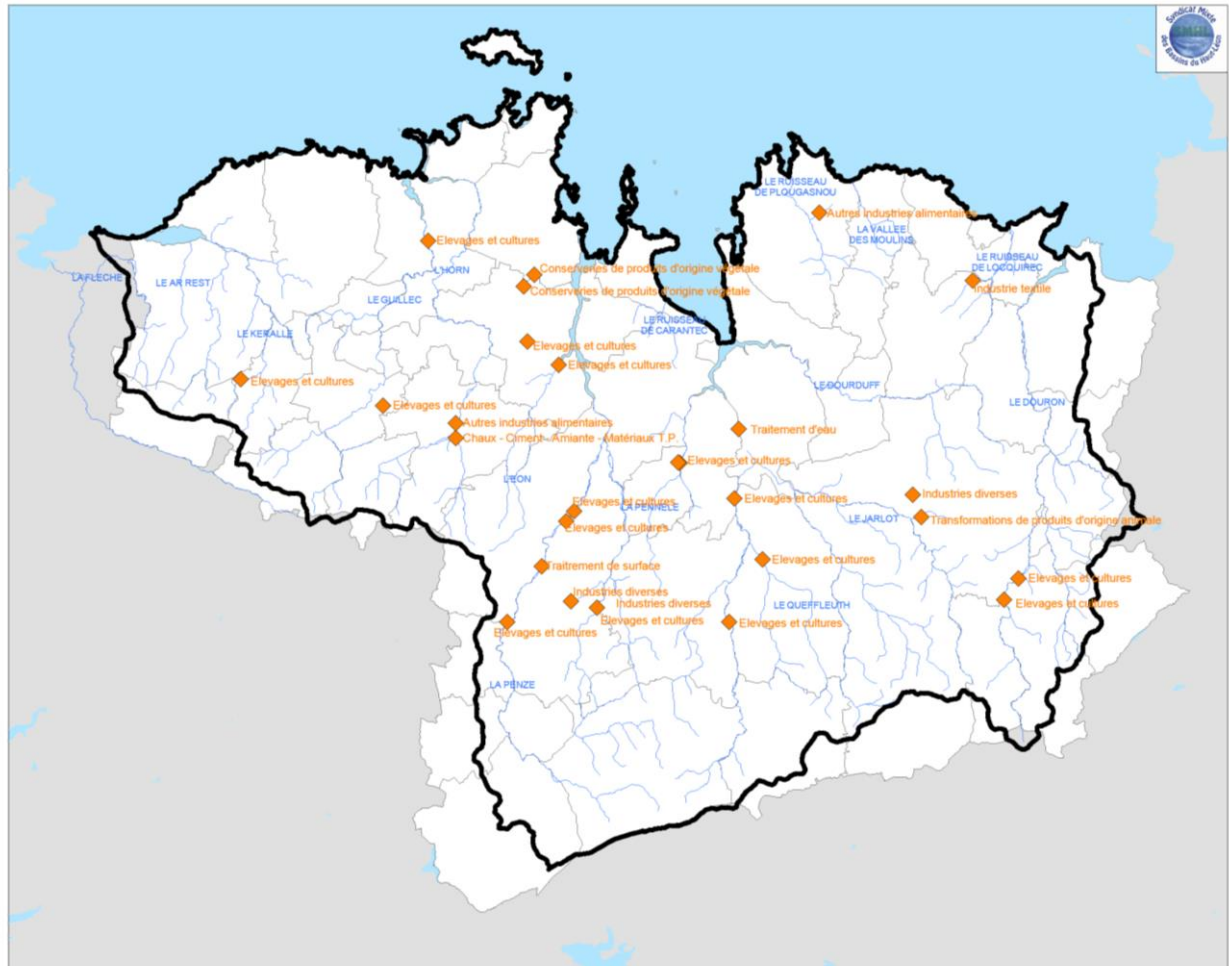 Syndicat Mixte
SMHL
des Bassins du Haut-Léon
LE RUISSEAU
DE PLOUGASNOU
Autres industries alimentaires
LA VALLEE
DES MOULINS
Elevages et cultures
LE RUISSEAU
DE LOCQUIREC
Industrie textile
L'HORN
Conserveries de produits d'origine végétale
Conserveries de produits d'origine végétale
LA FLECHE
LE AR REST
LE GUILLEC
LE KERALLE
LE RUISSEAU
DE CARANTEC
Elevages et cultures
Elevages et cultures
Elevages et cultures
LE DOURDUFF
LE DOURON
Elevages et cultures
Autres industries alimentaires
Chaux - Ciment - Amiante - Matériaux T.P.
Traitement d'eau
Elevages et cultures
L'EON
Elevages et cultures
LA PENNELE
Elevages et cultures
Elevages et cultures
Industries diverses
LE JARLOT
Transformations de produits d'origine animale
Traitrement de surface
Elevages et cultures
Elevages et cultures
Industries diverses
Industries diverses
LE QUEFFLEUTH
Elevages et cultures
Elevages et cultures
Elevages et cultures
Elevages et cultures
LA PENZE